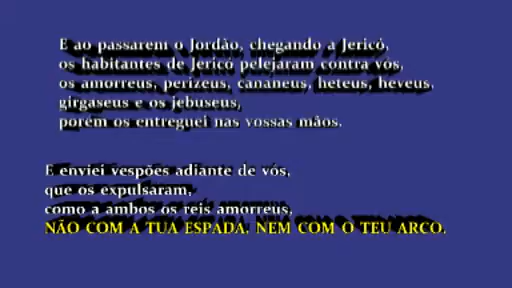 E ao passarem o Jordão, chegando a Jericó,
os habitantes de Jericó pelejaram contra vós,
os amorreus, perizeus, cananeus, heteus, heveus,
girgaseus e os jebuseus,
porém os entreguei nas vossas mãos.
E enviei vespões adiante de vós,
que os expulsaram,
como a ambos os reis amorreus,
NÃO COM A TUA ESPADA, NEM COM O TEU ARCO.